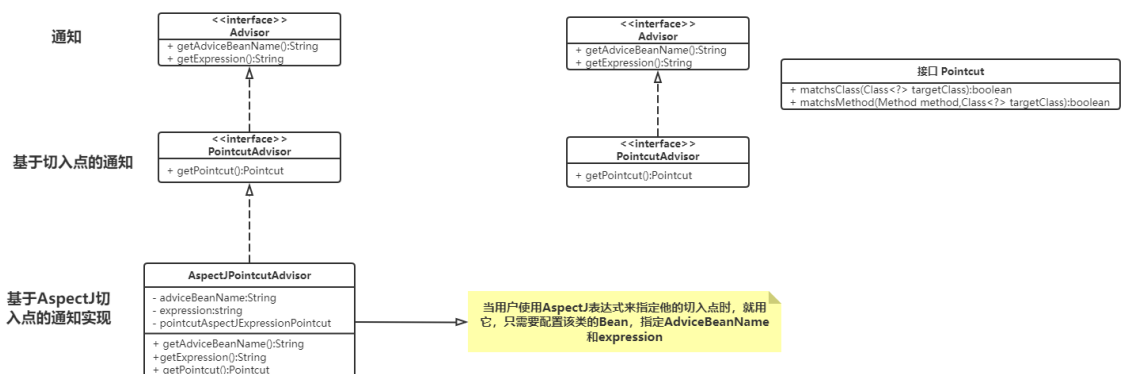 通知
<<interface>>
Advisor
+ getAdviceBeanName():String
+ getExpression():String
<<interface>>
Advisor
+ getAdviceBeanName():String
+ getExpression():String
接口 Pointcut
+ matchsClass(Class<?> targetClass):boolean
+ matchsMethod(Method method,Class<?> targetClass):boolean
基于切入点的通知
<<interface>>
PointcutAdvisor
+ getPointcut():Pointcut
<<interface>>
PointcutAdvisor
+ getPointcut():Pointcut
基于AspectJ切
入点的通知实现
AspectJPointcutAdvisor
- adviceBeanName:String
- expression:string
- pointcutAspectJExpressionPointcut
+ getAdviceBeanName():String
+getExpression():String
+ getPointcut():Pointcut
当用户使用AspectJ表达式来指定他的切入点时，就用
它，只需要配置该类的Bean，指定AdviceBeanName
和expression